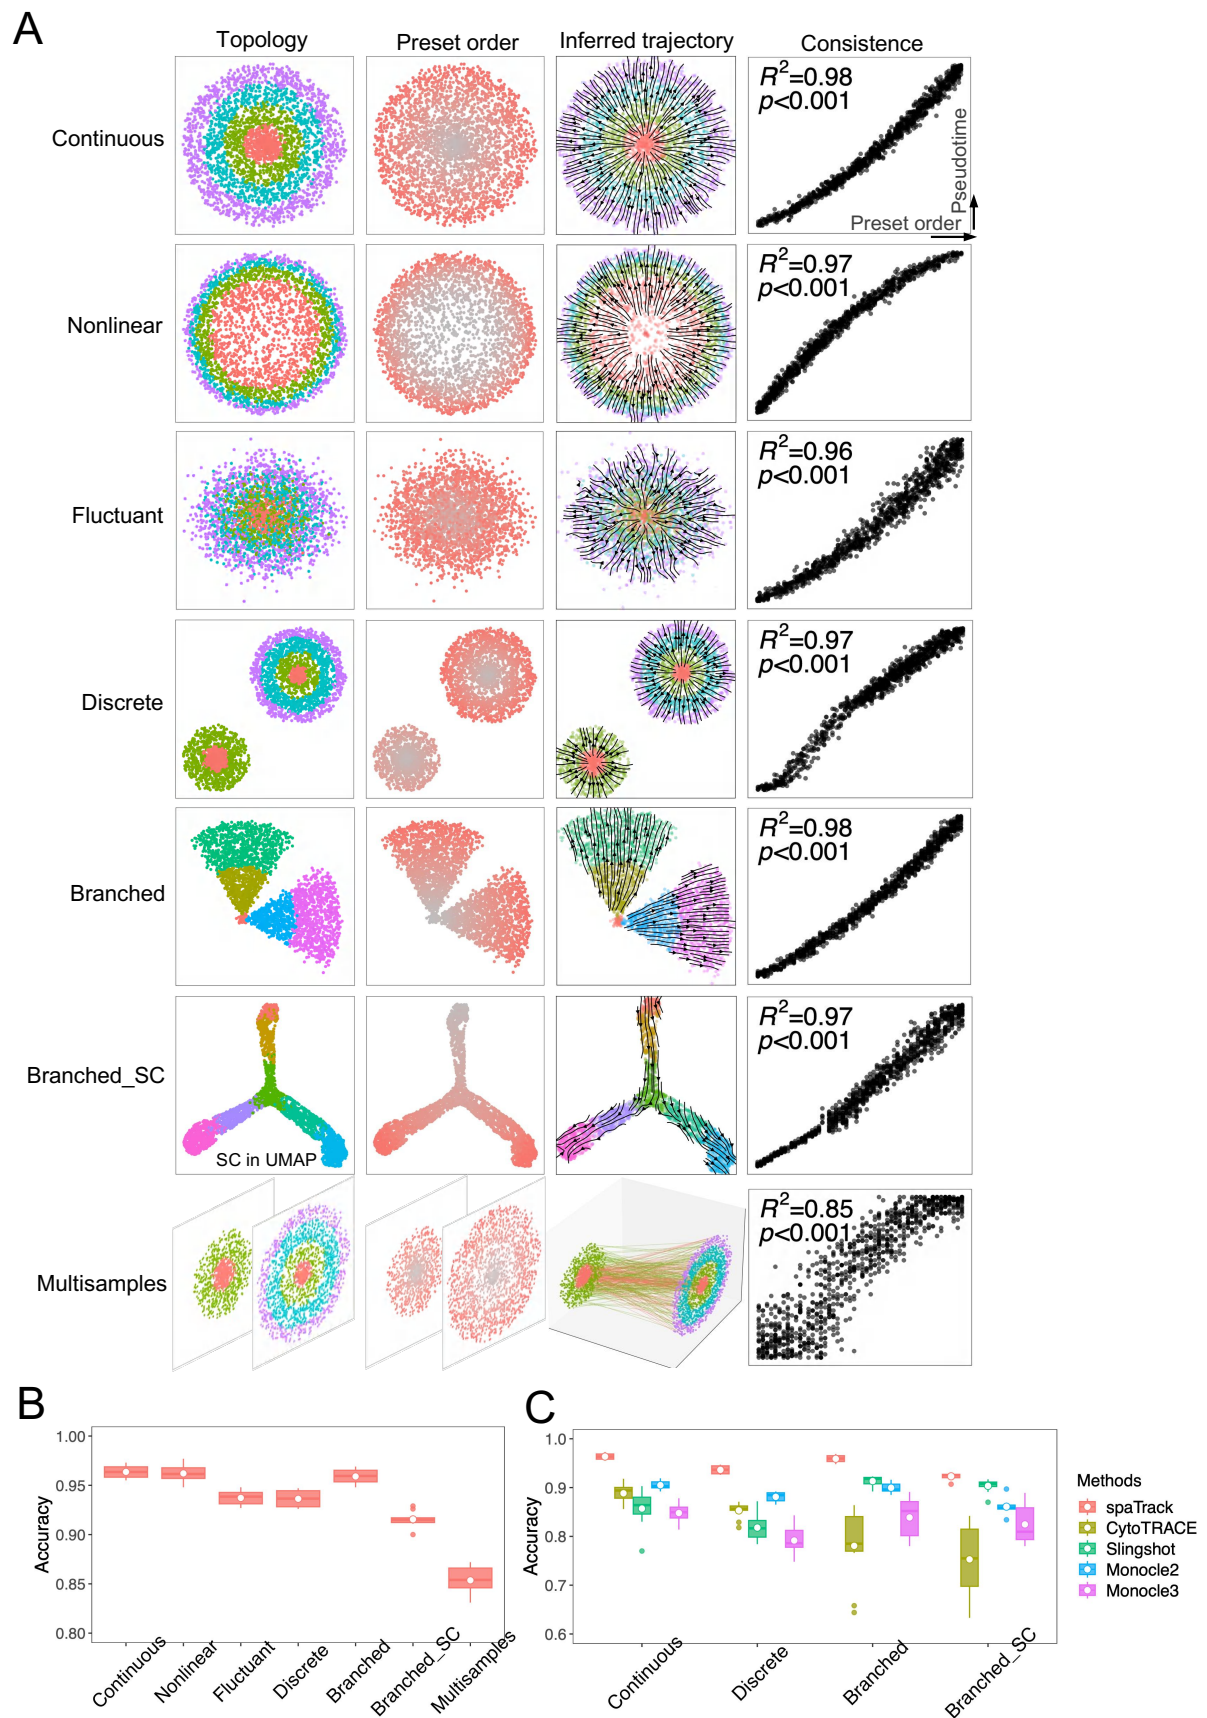 A
Topology
Preset order
Inferred trajectory
Consistence
Continuous
R²=0.98
p<0.001
Pseudotime
Preset order
Nonlinear
R²=0.97
p<0.001
Fluctuant
R²=0.96
p<0.001
Discrete
R²=0.97
p<0.001
Branched
R²=0.98
p<0.001
Branched_SC
SC in UMAP
R²=0.97
p<0.001
Multisamples
R²=0.85
p<0.001
B
Accuracy
1.00
0.95
0.90
0.85
0.80
Continuous
Nonlinear
Fluctuant
Discrete
Branched
Branched_SC
Multisamples
C
Accuracy
1.0
0.9
0.8
0.7
0.6
Continuous
Discrete
Branched
Branched_SC
Methods
spaTrack
CytoTRACE
Slingshot
Monocle2
Monocle3